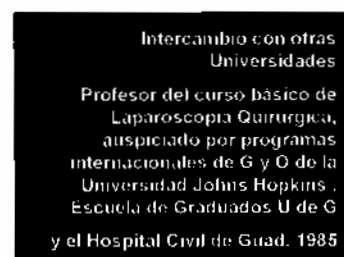 Intercambio con otras
Universidades
Profesor del curso básico de
Laparoscopia Quirurgica,
auspiciado por programas
internacionales de G y O de la
Universidad Johns Hopkins ,
Escuela de Graduados U de G
y el Hospital Civil de Guad. 1985